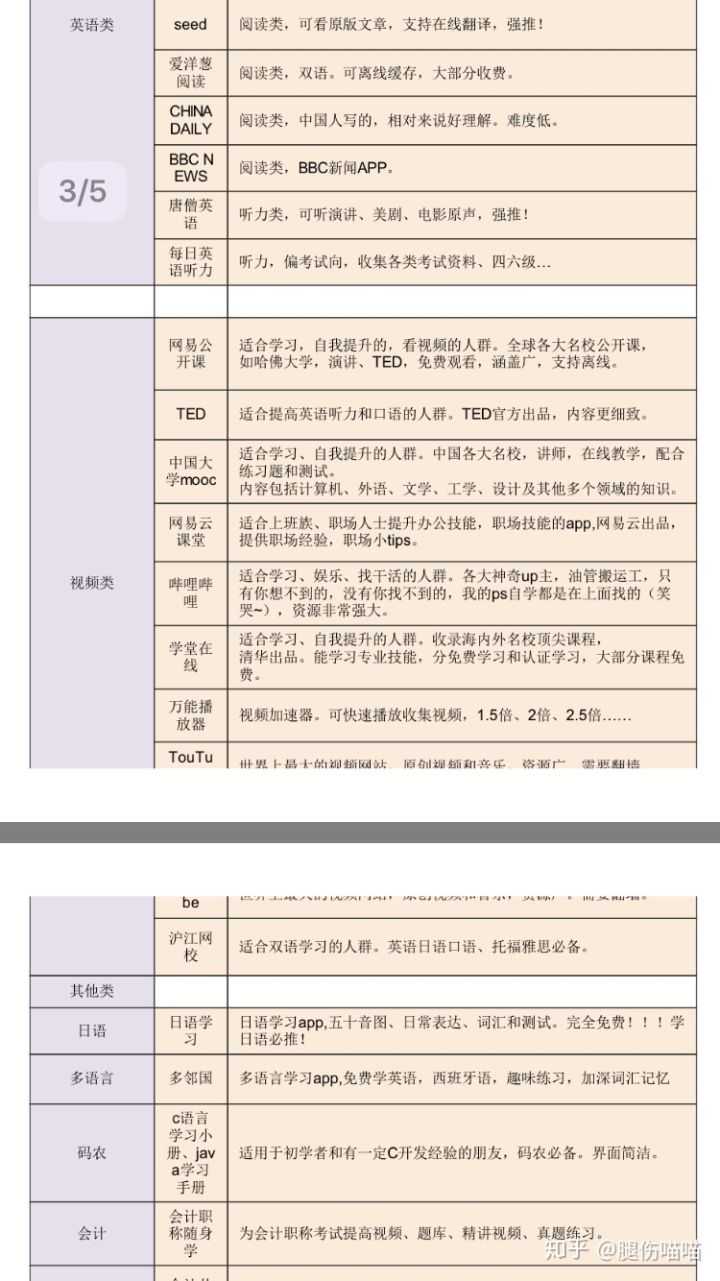 英语类
seed
阅读类，可看原版文章，支持在线翻译，强推！
爱洋葱
阅读
阅读类，双语。可离线缓存，大部分收费。
CHINA
DAILY
阅读类，中国人写的，相对来说好理解。难度低。
BBC N
EWS
阅读类，BBC新闻APP。
3/5
唐僧英
语
听力类，可听演讲、美剧、电影原声，强推！
每日英
语听力
听力，偏考试向，收集各类考试资料、四六级...
视频类
网易公
开课
适合学习，自我提升的，看视频的人群。全球各大名校公开课，
如哈佛大学，演讲、TED，免费观看，涵盖广，支持离线。
TED
适合提高英语听力和口语的人群。TED官方出品，内容更细致。
中国大
学mooc
适合学习、自我提升的人群。中国各大名校，讲师，在线教学，配合
练习题和测试。
内容包括计算机、外语、文学、工学、设计及其他多个领域的知识。
网易云
课堂
适合上班族、职场人士提升办公技能，职场技能的app,网易云出品，
提供职场经验，职场小tips。
哔哩哔
哩
适合学习、娱乐、找干活的人群。各大神奇up主，油管搬运工，只
有你想不到的，没有你找不到的，我的ps自学都是在上面找的（笑
哭~），资源非常强大。
学堂在
线
适合学习、自我提升的人群。收录海内外名校顶尖课程，
清华出品。能学习专业技能，分免费学习和认证学习，大部分课程免
费。
万能播
放器
视频加速器。可快速播放收集视频，1.5倍、2倍、2.5倍……
TouTu
世界上最大的视频网站，原创视频和音乐，资源广。需要翻墙。
be
沪江网
校
适合双语学习的人群。英语日语口语、托福雅思必备。
其他类
日语
日语学
习
日语学习app,五十音图、日常表达、词汇和测试。完全免费！！！学
日语必推！
多语言
多邻国
多语言学习app,免费学英语，西班牙语，趣味练习，加深词汇记忆
码农
c语言
学习小
册、jav
a学习
手册
适用于初学者和有一定C开发经验的朋友，码农必备。界面简洁。
会计
会计职
称随身
学
为会计职称考试提高视频、题库、精讲视频、真题练习。
知乎 @腿伤喵喵